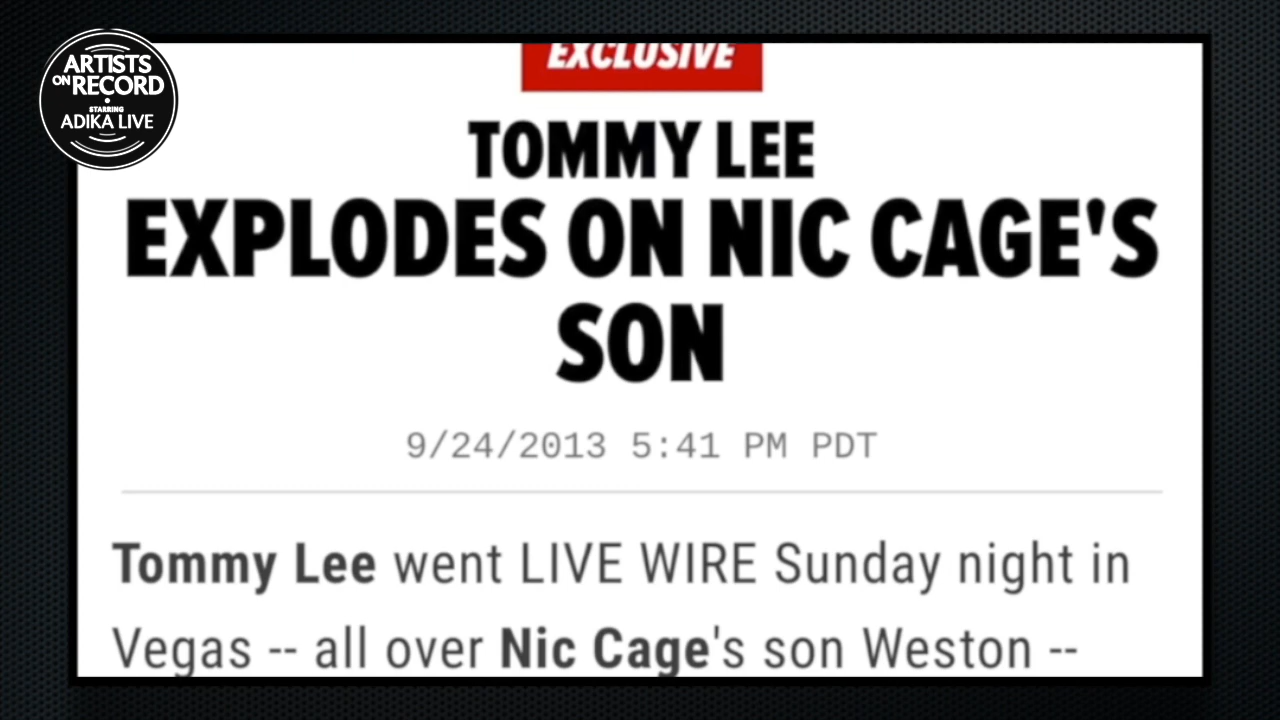 ARTISTS
ON RECORD
STARRING
ADIKA LIVE
EXCLUSIVE
TOMMY LEE
EXPLODES ON NIC CAGE'S
SON
9/24/2013 5:41 PM PDT
Tommy Lee went LIVE WIRE Sunday night in
Vegas -- all over Nic Cage's son Weston --